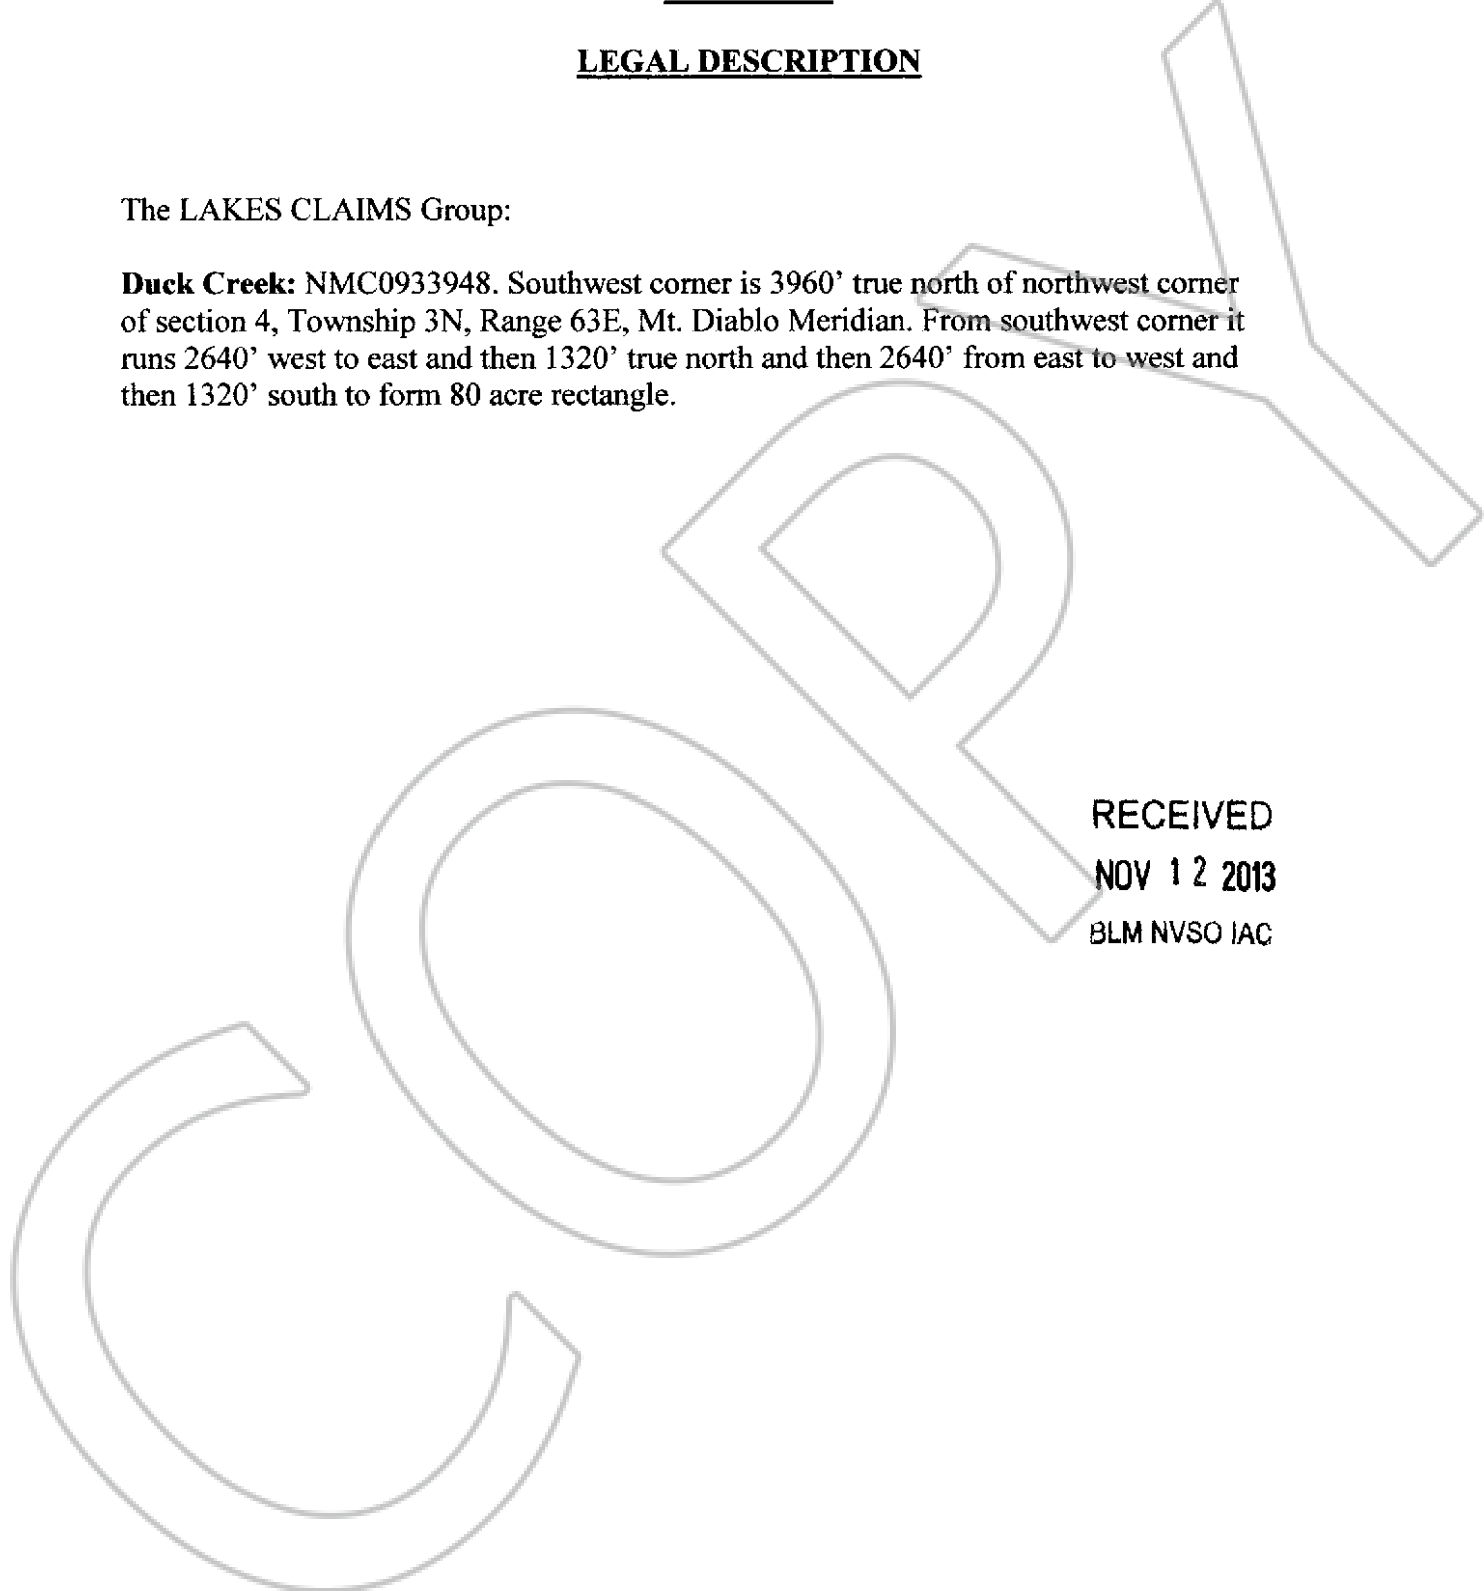 LEGAL DESCRIPTION
The LAKES CLAIMS Group:
Duck Creek: NMC0933948. Southwest corner is 3960’ true north of northwest corner
of section 4, Township 3N, Range 63E, Mt. Diablo Meridian. From southwest corner it
runs 2640’ west to east and then 1320’ true north and then 2640’ from east to west and
then 1320’ south to form 80 acre rectangle.
COPY
RECEIVED
NOV 12 2013
BLM NVSO IAC